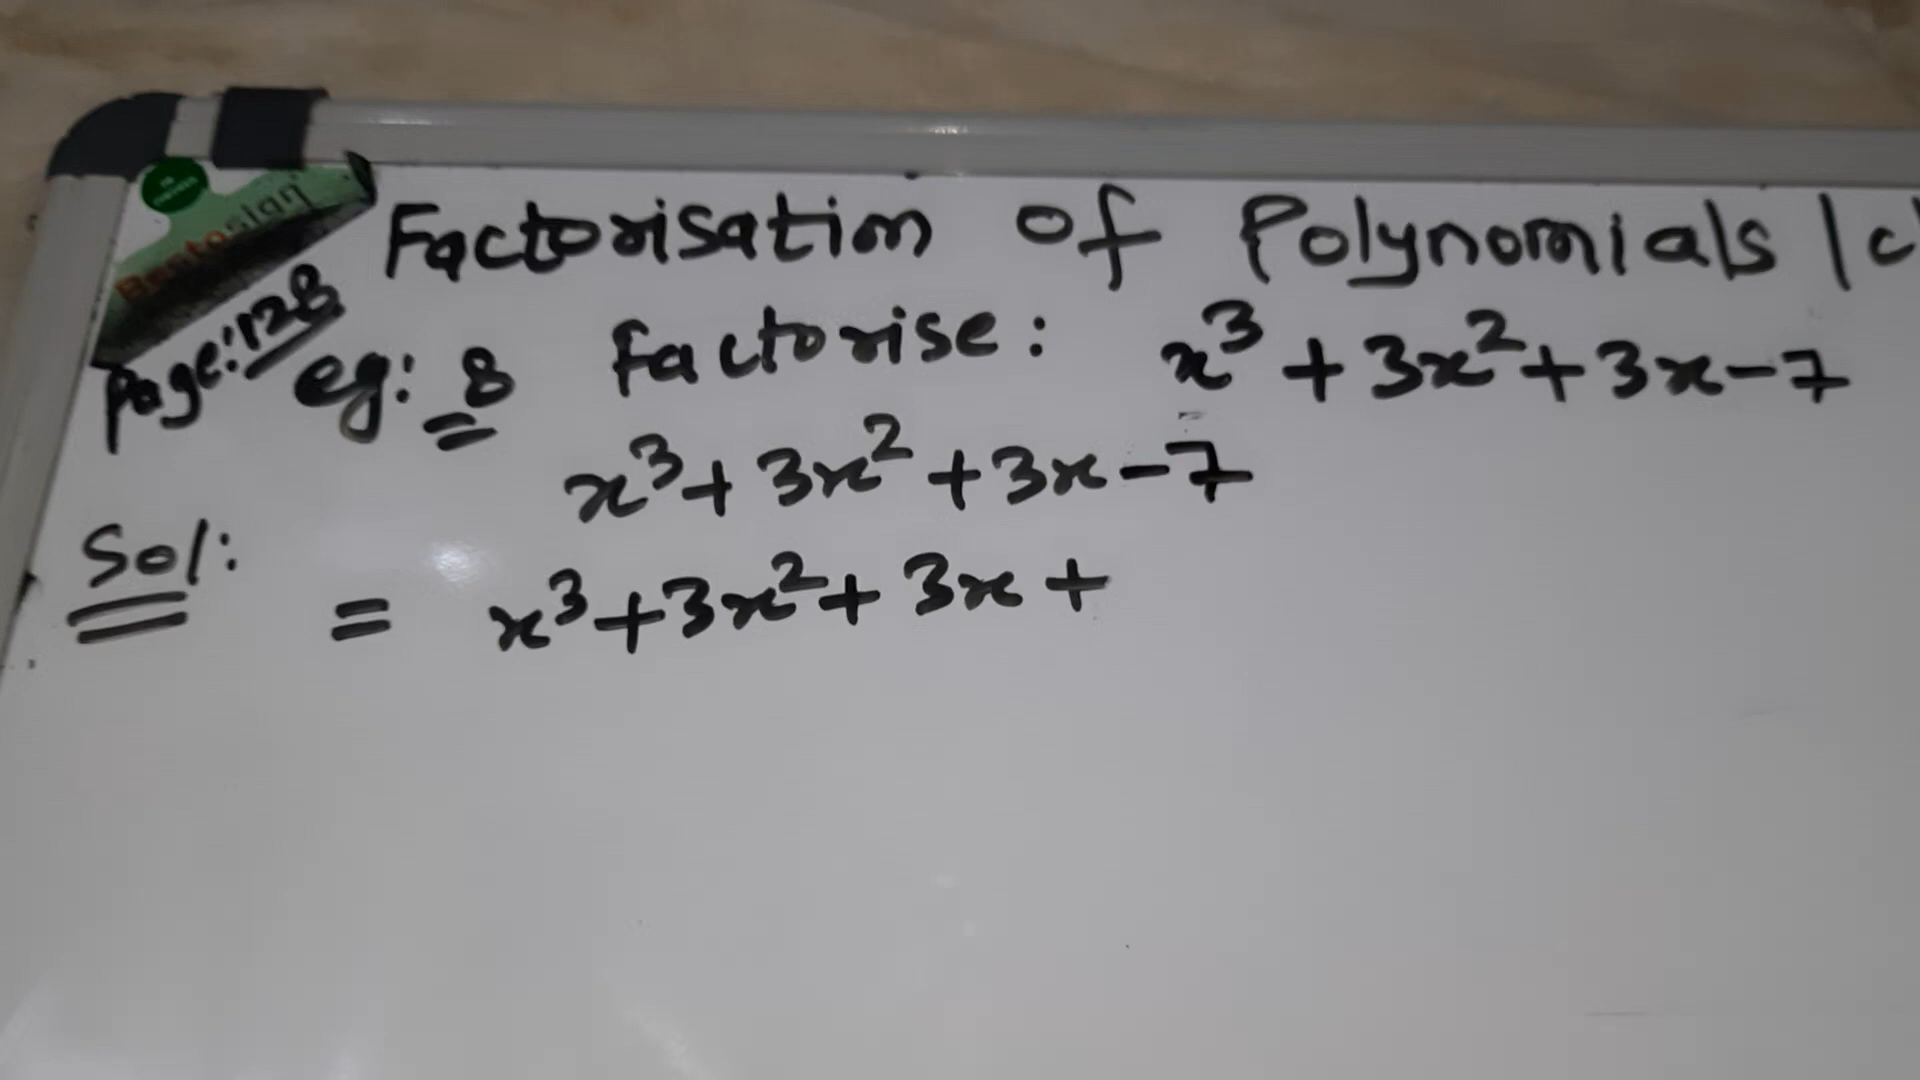 Factorisation of Polynomials |
Page: 128
eg: 8 Factorise: x³ + 3x² + 3x - 7
x³ + 3x² + 3x - 7
Sol:
= x³ + 3x² + 3x +